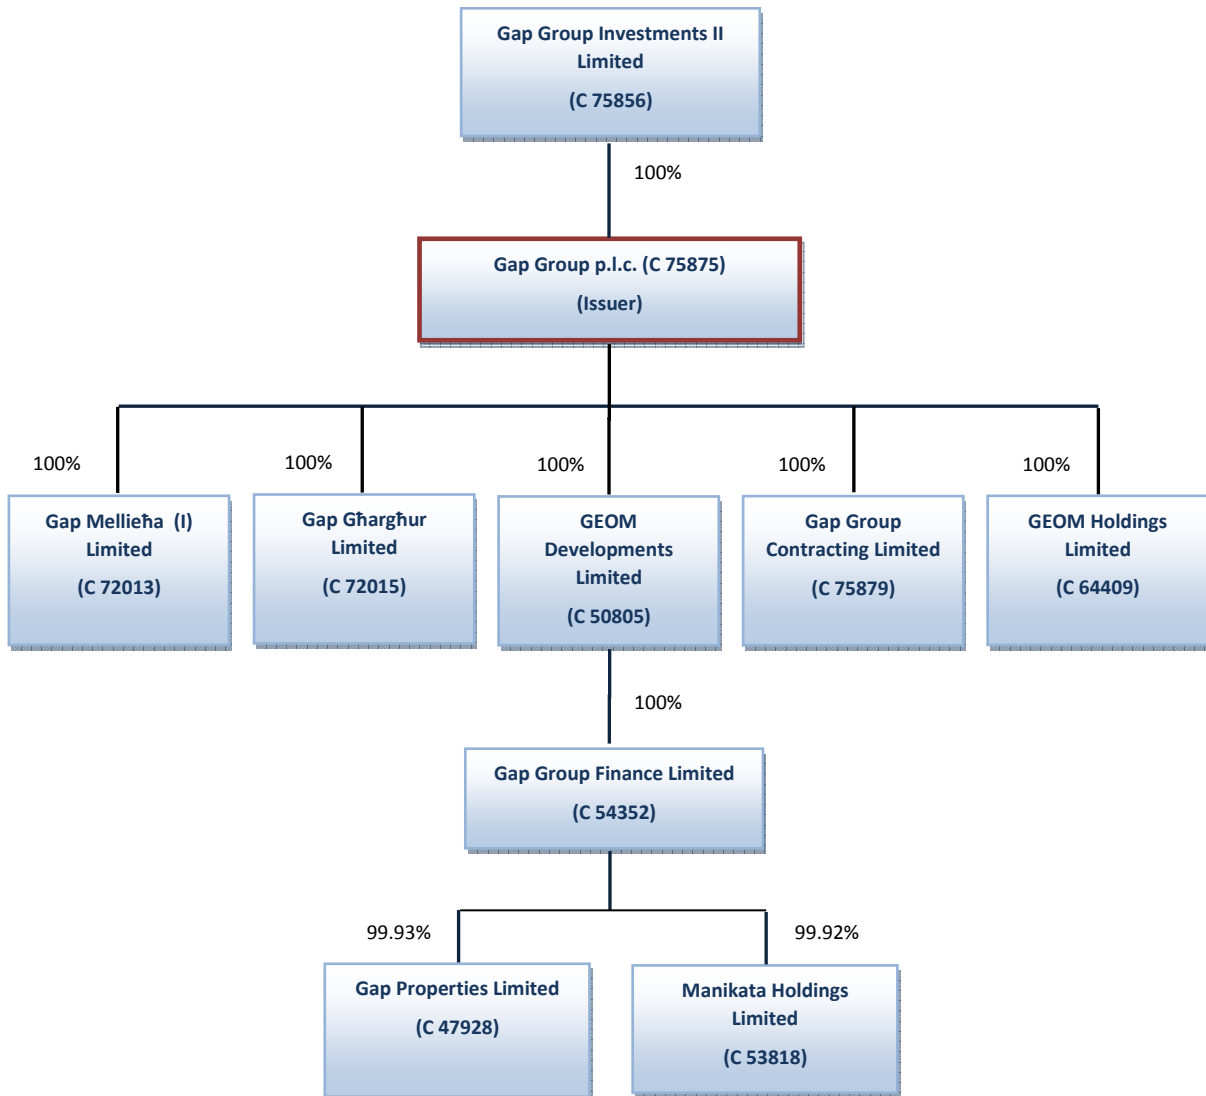 Gap Group Investments II
Limited
(C 75856)
100%
Gap Group p.l.c. (C 75875)
(Issuer)
100%
100%
100%
100%
100%
Gap Mellieħa (I)
Limited
(C 72013)
Gap Għargħur
Limited
(C 72015)
GEOM
Developments
Limited
(C 50805)
Gap Group
Contracting Limited
(C 75879)
GEOM Holdings
Limited
(C 64409)
100%
Gap Group Finance Limited
(C 54352)
99.93%
99.92%
Gap Properties Limited
(C 47928)
Manikata Holdings
Limited
(C 53818)